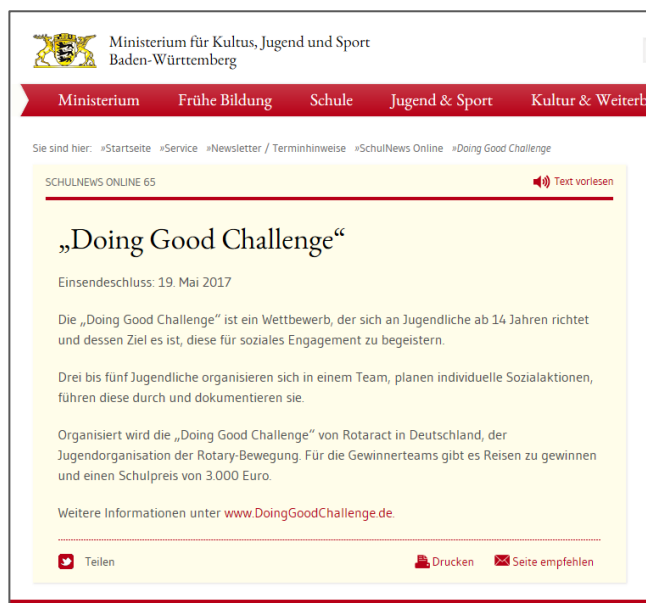 Ministerium für Kultus, Jugend und Sport
Baden-Württemberg
Ministerium Frühe Bildung Schule Jugend & Sport Kultur & Weiterb
Sie sind hier: »Startseite »Service »Newsletter / Terminhinweise »SchulNews Online »Doing Good Challenge
SCHULNEWS ONLINE 65 Text vorlesen
„Doing Good Challenge“
Einsendeschluss: 19. Mai 2017
Die „Doing Good Challenge“ ist ein Wettbewerb, der sich an Jugendliche ab 14 Jahren richtet
und dessen Ziel es ist, diese für soziales Engagement zu begeistern.
Drei bis fünf Jugendliche organisieren sich in einem Team, planen individuelle Sozialaktionen,
führen diese durch und dokumentieren sie.
Organisiert wird die „Doing Good Challenge“ von Rotaract in Deutschland, der
Jugendorganisation der Rotary-Bewegung. Für die Gewinnerteams gibt es Reisen zu gewinnen
und einen Schulpreis von 3.000 Euro.
Weitere Informationen unter www.DoingGoodChallenge.de.
Teilen Drucken Seite empfehlen